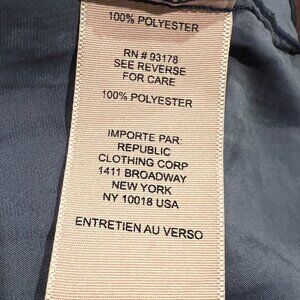 100% POLYESTER
RN # 93178
SEE REVERSE
FOR CARE
100% POLYESTER
IMPORTE PAR:
REPUBLIC
CLOTHING CORP
1411 BROADWAY
NEW YORK
NY 10018 USA
ENTRETIEN AU VERSO